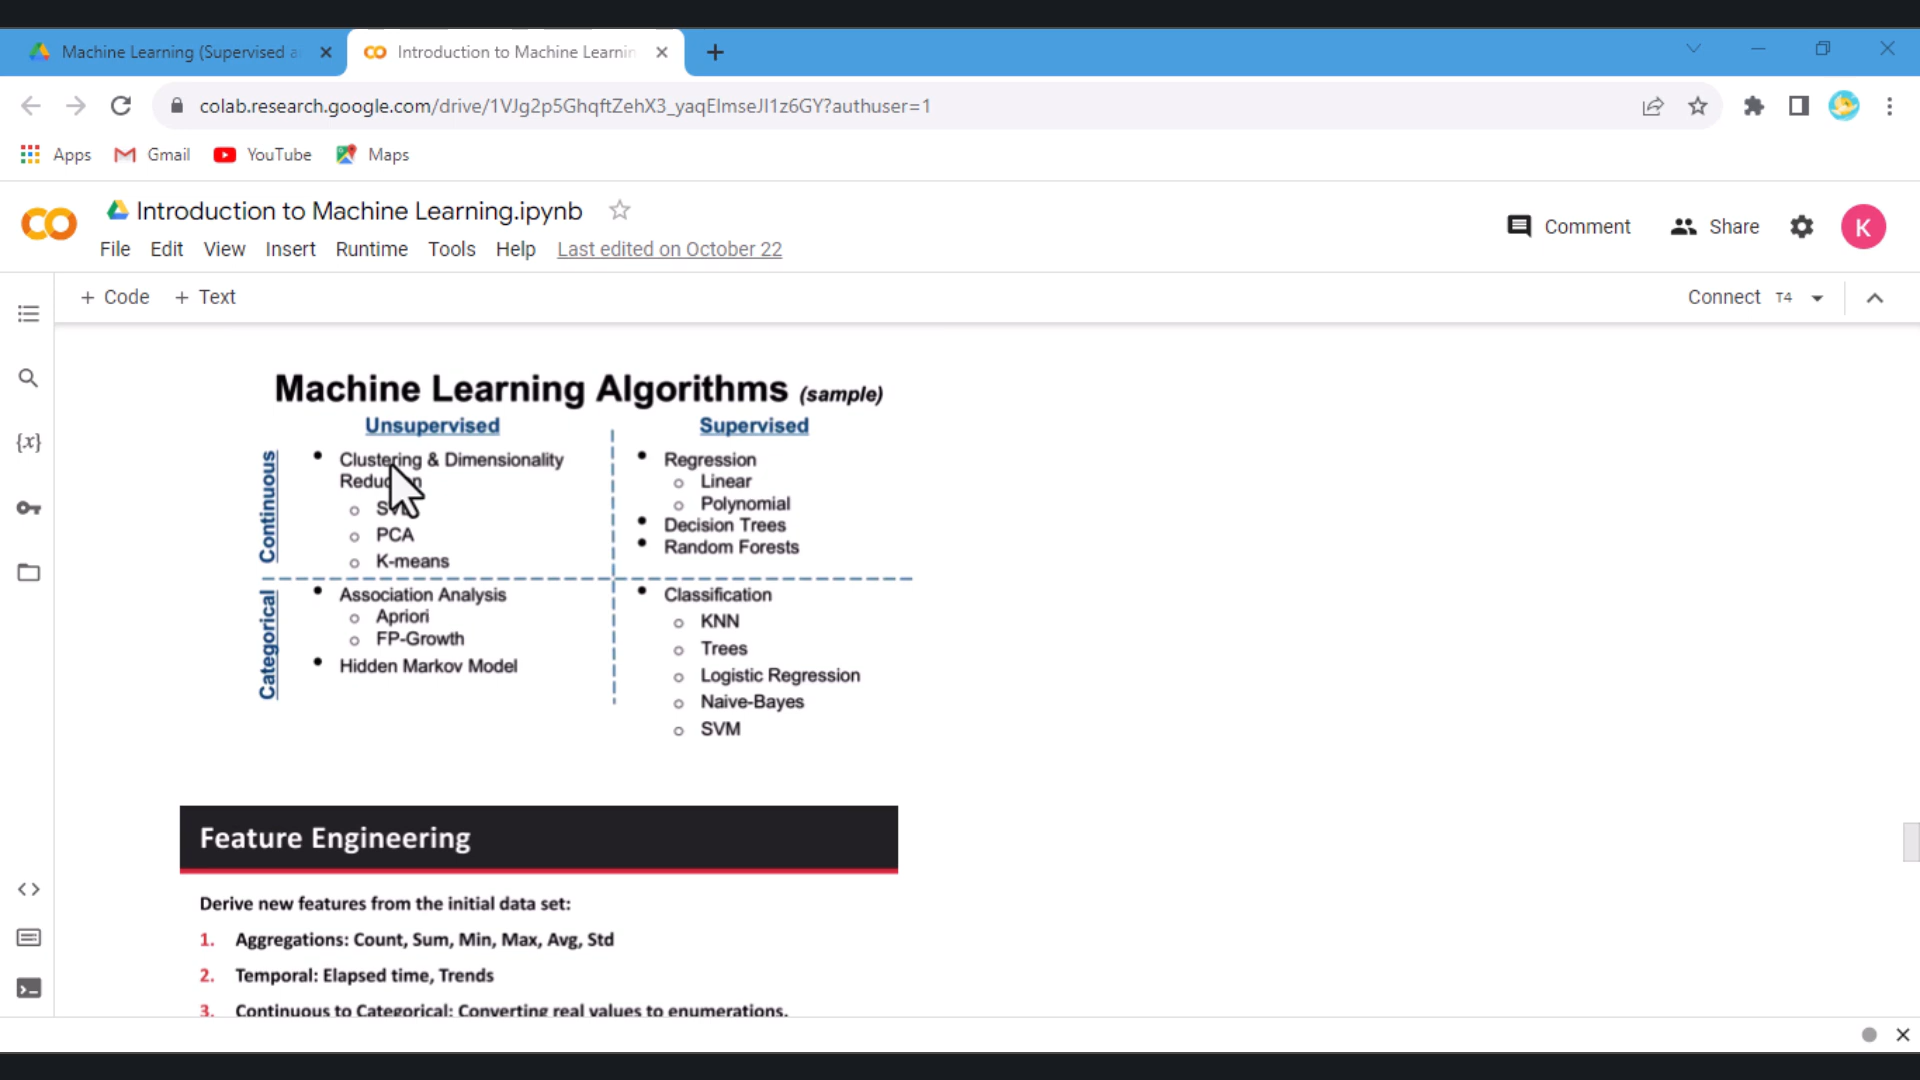 Machine Learning (Supervised a
Introduction to Machine Learnin
colab.research.google.com/drive/1VJg2p5GhqftZehX3_yaqElmseJl1z6GY?authuser=1
Apps
Gmail
YouTube
Maps
Introduction to Machine Learning.ipynb
File Edit View Insert Runtime Tools Help Last edited on October 22
Comment
Share
K
+ Code + Text
Connect T4
{x}
Machine Learning Algorithms (sample)
Unsupervised
Supervised
Continuous
Clustering & Dimensionality
SVD
PCA
K-means
Regression
Linear
Polynomial
Decision Trees
Random Forests
Categorical
Association Analysis
Apriori
FP-Growth
Hidden Markov Model
Classification
KNN
Trees
Logistic Regression
Naive-Bayes
SVM
Feature Engineering
Derive new features from the initial data set:
1. Aggregations: Count, Sum, Min, Max, Avg, Std
2. Temporal: Elapsed time, Trends
3. Continuous to Categorical: Converting real values to enumerations.